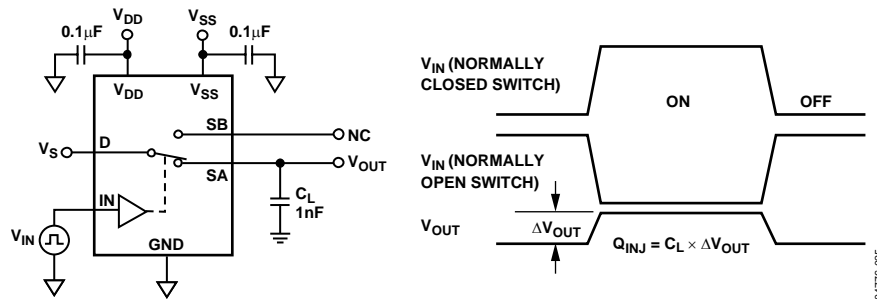 VDD
VSS
0.1µF
0.1µF
VDD
VSS
SB
NC
VS
D
SA
VOUT
IN
CL
1nF
VIN
GND
VIN (NORMALLY
CLOSED SWITCH)
ON
OFF
VIN (NORMALLY
OPEN SWITCH)
VOUT
ΔVOUT
QINJ = CL × ΔVOUT